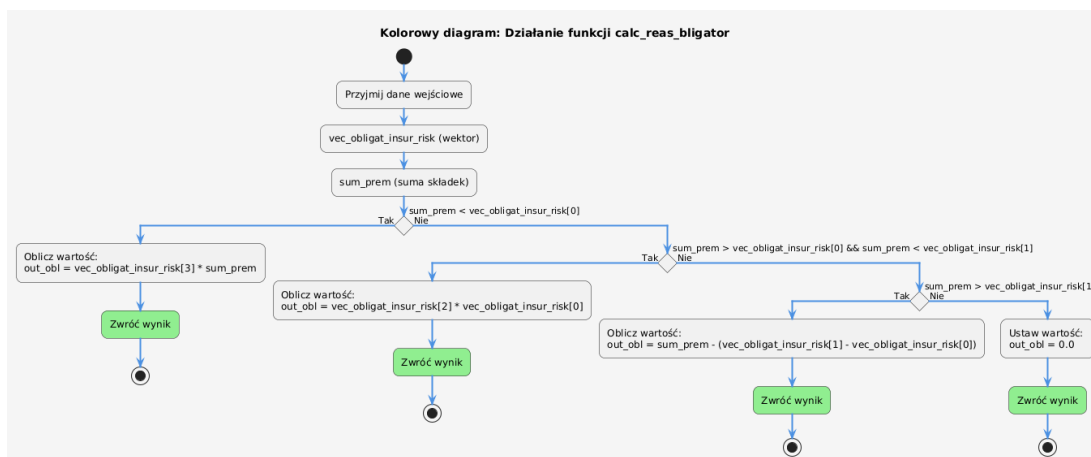 Kolorowy diagram: Działanie funkcji calc_reas_bligator
Przyjmij dane wejściowe
vec_obligat_insur_risk (wektor)
sum_prem (suma składek)
sum_prem < vec_obligat_insur_risk[0]
Tak
Nie
Oblicz wartość:
out_obl = vec_obligat_insur_risk[3] * sum_prem
Zwróć wynik
sum_prem > vec_obligat_insur_risk[0] && sum_prem < vec_obligat_insur_risk[1]
Tak
Nie
Oblicz wartość:
out_obl = vec_obligat_insur_risk[2] * vec_obligat_insur_risk[0]
Zwróć wynik
sum_prem > vec_obligat_insur_risk[1
Tak
Nie
Oblicz wartość:
out_obl = sum_prem - (vec_obligat_insur_risk[1] - vec_obligat_insur_risk[0])
Zwróć wynik
Ustaw wartość:
out_obl = 0.0
Zwróć wynik